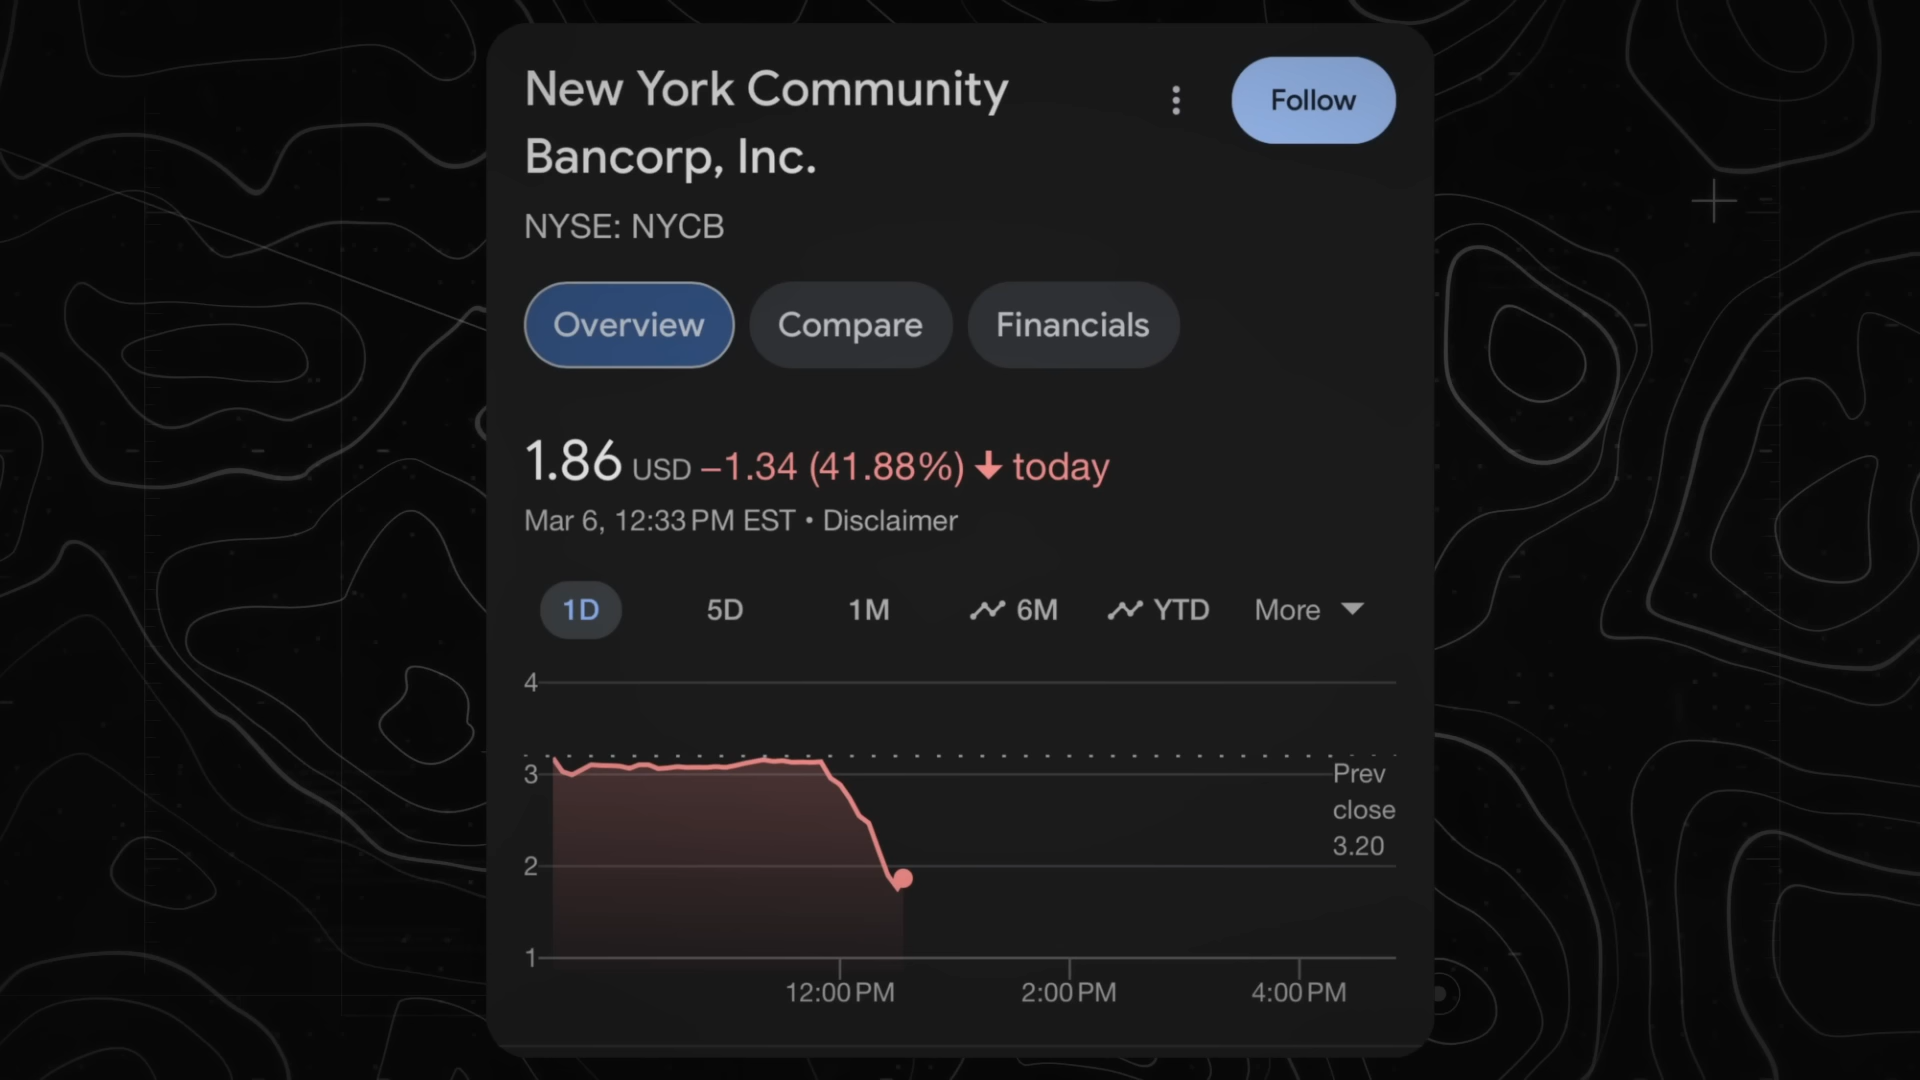 New York Community
Bancorp, Inc.
Follow
NYSE: NYCB
Overview
Compare
Financials
1.86 USD −1.34 (41.88%) today
Mar 6, 12:33 PM EST • Disclaimer
1D 5D 1M 6M YTD More
4
3
2
1
Prev
close
3.20
12:00 PM 2:00 PM 4:00 PM